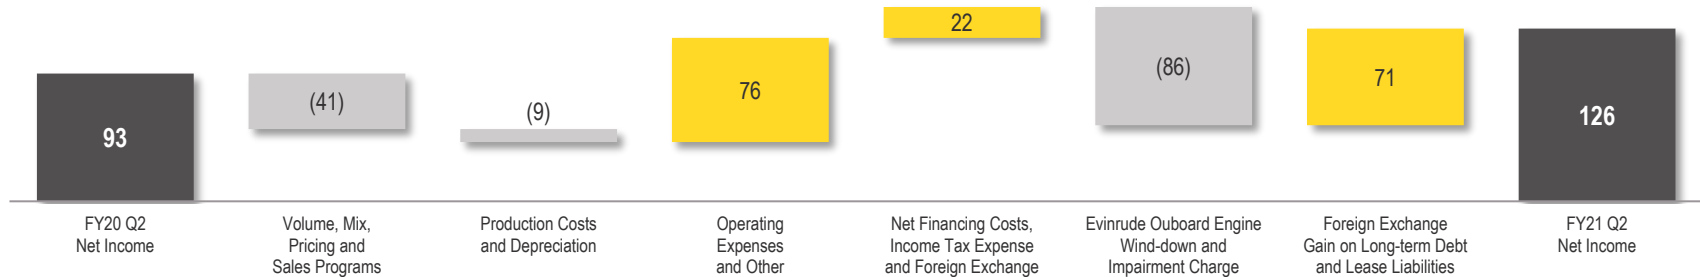 93
(41)
(9)
76
22
(86)
71
126
FY20 Q2
Net Income
Volume, Mix,
Pricing and
Sales Programs
Production Costs
and Depreciation
Operating
Expenses
and Other
Net Financing Costs,
Income Tax Expense
and Foreign Exchange
Evinrude Ouboard Engine
Wind-down and
Impairment Charge
Foreign Exchange
Gain on Long-term Debt
and Lease Liabilities
FY21 Q2
Net Income